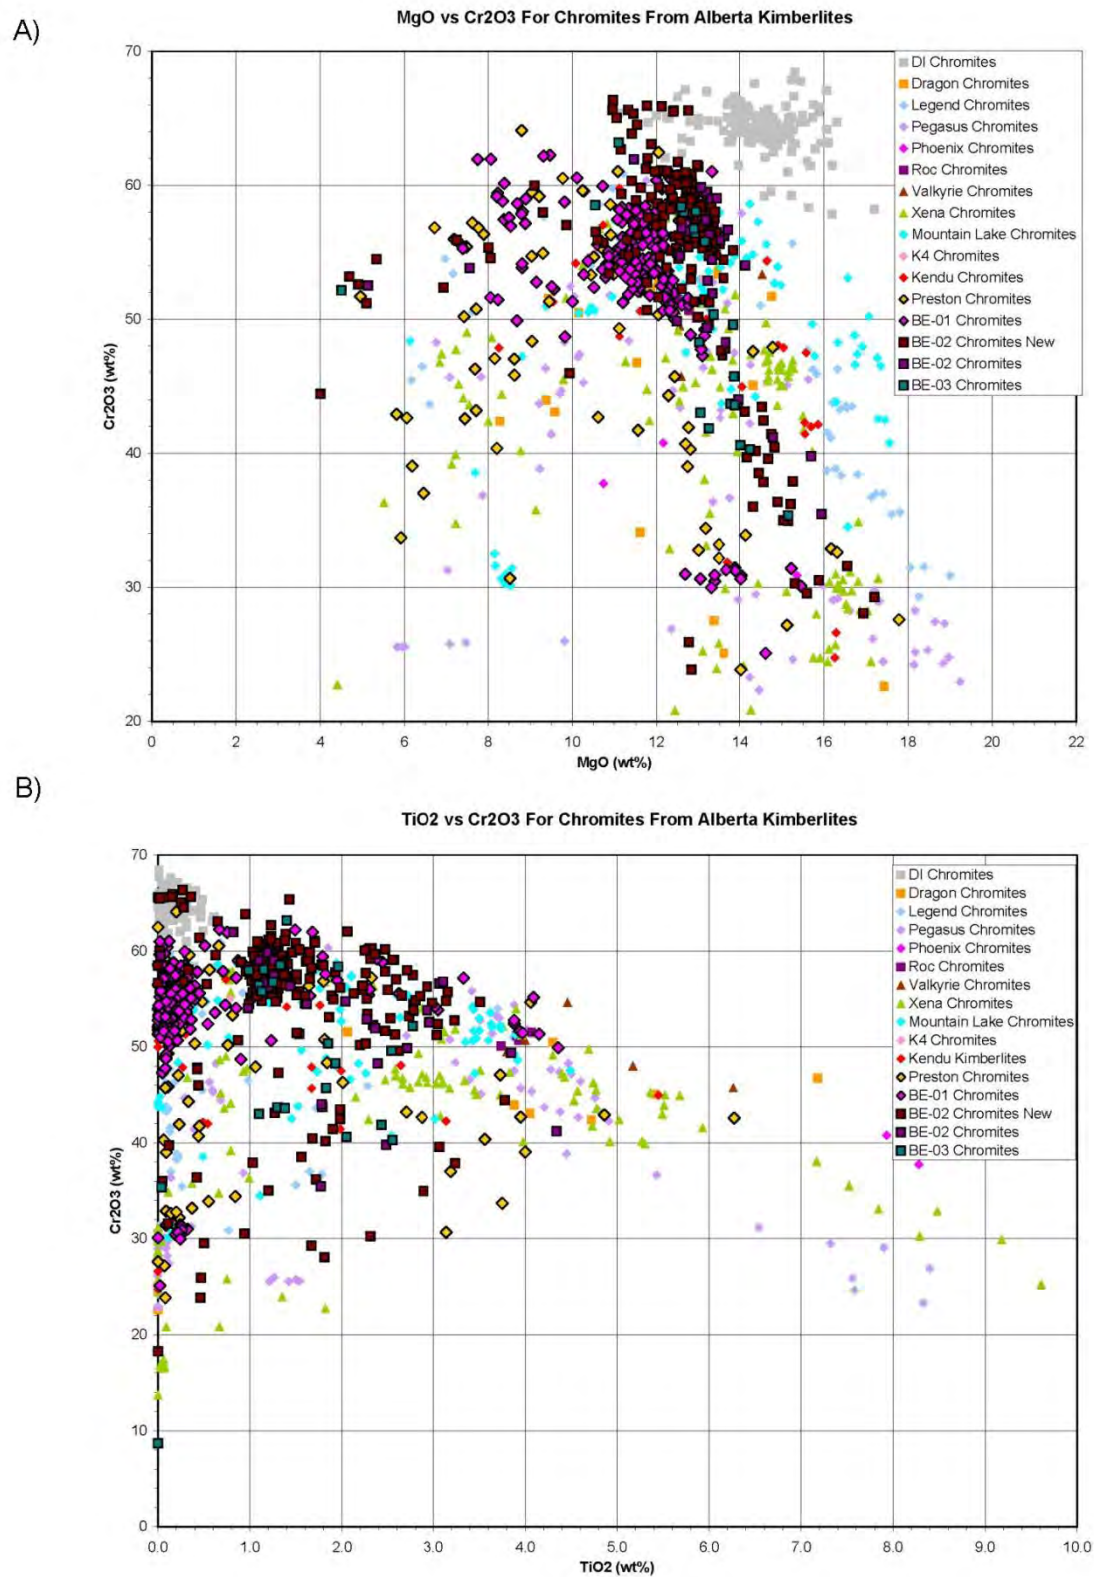 A)
MgO vs Cr2O3 For Chromites From Alberta Kimberlites
70
60
50
40
30
20
Cr2O3 (wt%)
0 2 4 6 8 10 12 14 16 18 20 22
MgO (wt%)
DI Chromites
Dragon Chromites
Legend Chromites
Pegasus Chromites
Phoenix Chromites
Roc Chromites
Valkyrie Chromites
Xena Chromites
Mountain Lake Chromites
K4 Chromites
Kendu Chromites
Preston Chromites
BE-01 Chromites
BE-02 Chromites New
BE-02 Chromites
BE-03 Chromites
B)
TiO2 vs Cr2O3 For Chromites From Alberta Kimberlites
70
60
50
40
30
20
10
0
Cr2O3 (wt%)
0.0 1.0 2.0 3.0 4.0 5.0 6.0 7.0 8.0 9.0 10.0
TiO2 (wt%)
DI Chromites
Dragon Chromites
Legend Chromites
Pegasus Chromites
Phoenix Chromites
Roc Chromites
Valkyrie Chromites
Xena Chromites
Mountain Lake Chromites
K4 Chromites
Kendu Kimberlites
Preston Chromites
BE-01 Chromites
BE-02 Chromites New
BE-02 Chromites
BE-03 Chromites